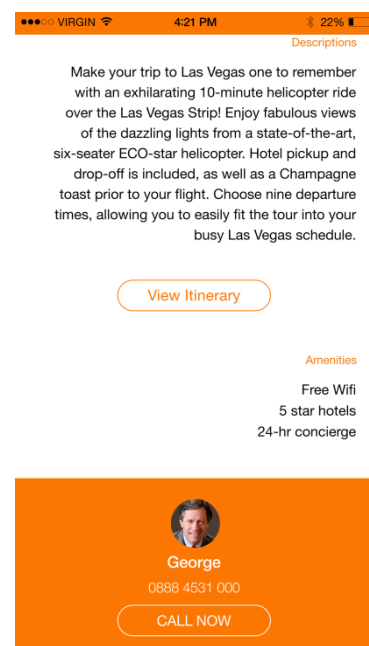 VIRGIN 4:21 PM 22%
Descriptions
Make your trip to Las Vegas one to remember
with an exhilarating 10-minute helicopter ride
over the Las Vegas Strip! Enjoy fabulous views
of the dazzling lights from a state-of-the-art,
six-seater ECO-star helicopter. Hotel pickup and
drop-off is included, as well as a Champagne
toast prior to your flight. Choose nine departure
times, allowing you to easily fit the tour into your
busy Las Vegas schedule.
View Itinerary
Amenities
Free Wifi
5 star hotels
24-hr concierge
George
0888 4531 000
CALL NOW